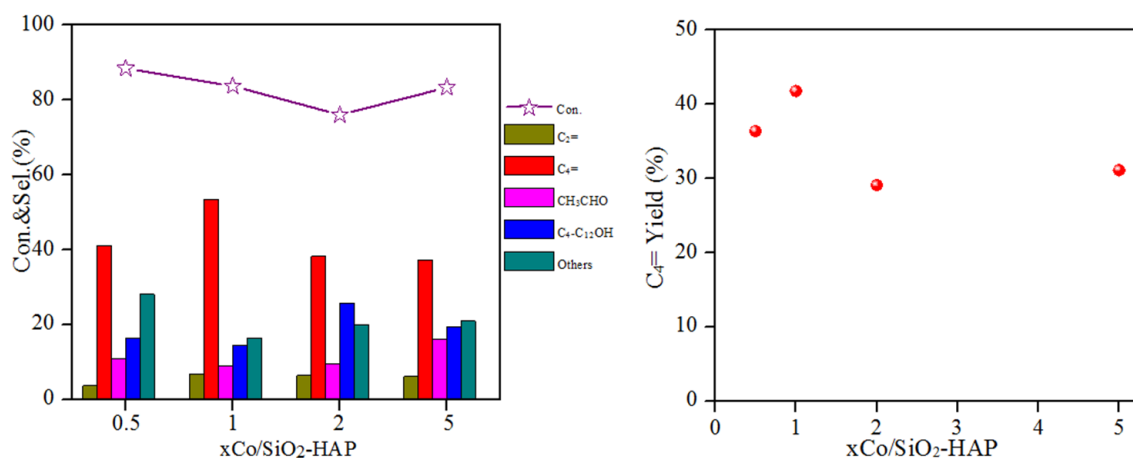 100
80
60
40
20
0
Con.&Sel.(%)
0.5 1 2 5
xCo/SiO₂-HAP
Con.
C₂=
C₄=
CH₃CHO
C₄-C₁₂OH
Others
50
40
30
20
10
0
C₄= Yield (%)
0 1 2 3 4 5
xCo/SiO₂-HAP